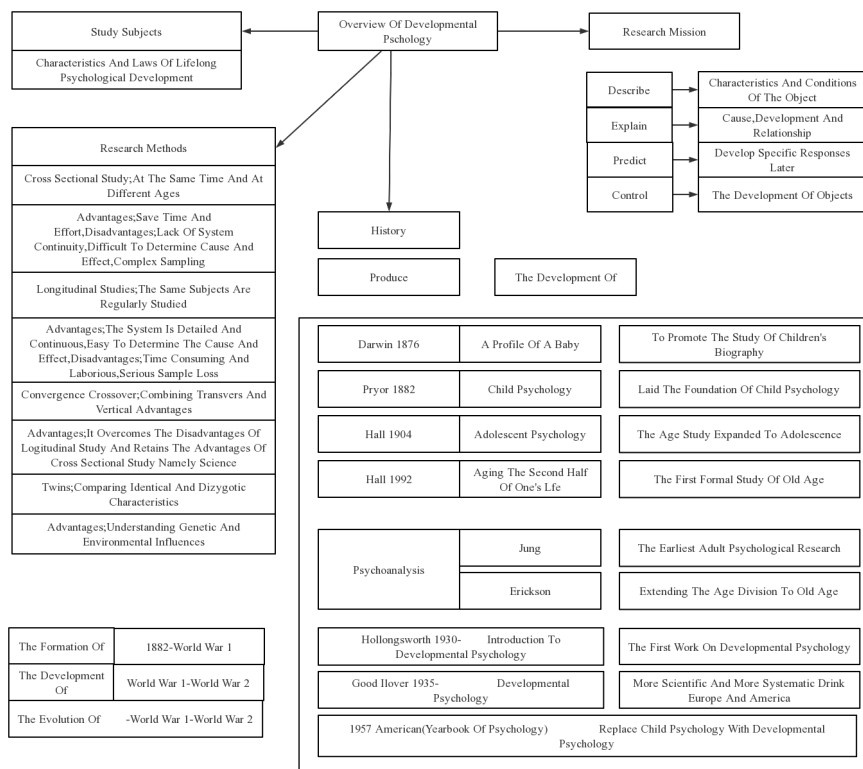 Study Subjects
Characteristics And Laws Of Lifelong
Psychological Development
Overview Of Developmental
Pschology
Research Mission
Describe
Characteristics And Conditions
Of The Object
Explain
Cause,Development And
Relationship
Predict
Develop Specific Responses
Later
Control
The Development Of Objects
Research Methods
Cross Sectional Study;At The Same Time And At
Different Ages
Advantages;Save Time And
Effort,Disadvantages;Lack Of System
Continuity,Difficult To Determine Cause And
Effect,Complex Sampling
Longitudinal Studies;The Same Subjects Are
Regularly Studied
Advantages;The System Is Detailed And
Continuous,Easy To Determine The Cause And
Effect,Disadvantages;Time Consuming And
Laborious,Serious Sample Loss
Convergence Crossover;Combining Transvers And
Vertical Advantages
Advantages;It Overcomes The Disadvantages Of
Logitudinal Study And Retains The Advantages Of
Cross Sectional Study Namely Science
Twins;Comparing Identical And Dizygotic
Characteristics
Advantages;Understanding Genetic And
Environmental Influences
History
Produce
The Development Of
Darwin 1876
A Profile Of A Baby
To Promote The Study Of Children's
Biography
Pryor 1882
Child Psychology
Laid The Foundation Of Child Psychology
Hall 1904
Adolescent Psychology
The Age Study Expanded To Adolescence
Hall 1992
Aging The Second Half
Of One's Lfe
The First Formal Study Of Old Age
Psychoanalysis
Jung
The Earliest Adult Psychological Research
Erickson
Extending The Age Division To Old Age
Hollongsworth 1930- Introduction To
Developmental Psychology
The First Work On Developmental Psychology
Good Ilover 1935- Developmental
Psychology
More Scientific And More Systematic Drink
Europe And America
1957 American(Yearbook Of Psychology) Replace Child Psychology With Developmental
Psychology
The Formation Of
1882-World War 1
The Development
Of
World War 1-World War 2
The Evolution Of -World War 1-World War 2